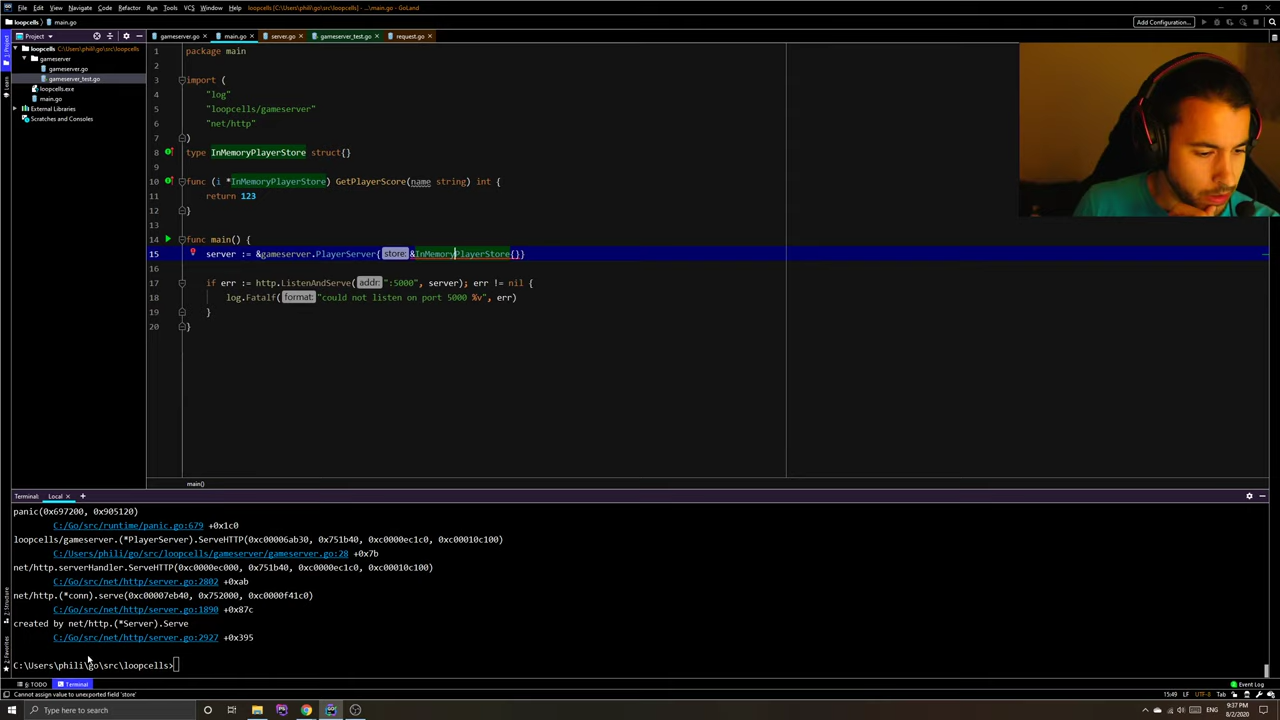 File Edit View Navigate Code Refactor Run Tools VCS Window Help loopcells [C:\Users\phili\go\src\loopcells] - ...\main.go - GoLand
loopcells main.go Add Configuration...
Project gameserver.go main.go server.go gameserver_test.go request.go
1: Project
loopcells C:\Users\phili\go\src\loopcells
gameserver
gameserver.go
gameserver_test.go
loopcells.exe
main.go
External Libraries
Scratches and Consoles
1 package main
2
3 import (
4 "log"
5 "loopcells/gameserver"
6 "net/http"
7 )
8 type InMemoryPlayerStore struct{}
9
10 func (i *InMemoryPlayerStore) GetPlayerScore(name string) int {
11 return 123
12 }
13
14 func main() {
15 server := &gameserver.PlayerServer{ store: &InMemoryPlayerStore{}}
16
17 if err := http.ListenAndServe( addr: ":5000", server); err != nil {
18 log.Fatalf( format: "could not listen on port 5000 %v", err)
19 }
20 }
main()
Terminal: Local × +
panic(0x697200, 0x905120)
C:/Go/src/runtime/panic.go:679 +0x1c0
loopcells/gameserver.(*PlayerServer).ServeHTTP(0xc00006ab30, 0x751b40, 0xc0000ec1c0, 0xc00010c100)
C:/Users/phili/go/src/loopcells/gameserver/gameserver.go:28 +0x7b
net/http.serverHandler.ServeHTTP(0xc0000ec000, 0x751b40, 0xc0000ec1c0, 0xc00010c100)
C:/Go/src/net/http/server.go:2802 +0xab
net/http.(*conn).serve(0xc00007eb40, 0x752000, 0xc0000f41c0)
C:/Go/src/net/http/server.go:1890 +0x87c
created by net/http.(*Server).Serve
C:/Go/src/net/http/server.go:2927 +0x395
C:\Users\phili\go\src\loopcells>
Z: Structure
2: Favorites
6: TODO Terminal Event Log
Cannot assign value to unexported field 'store' 15:49 LF UTF-8 Tab
Type here to search ENG 9:37 PM
8/2/2020